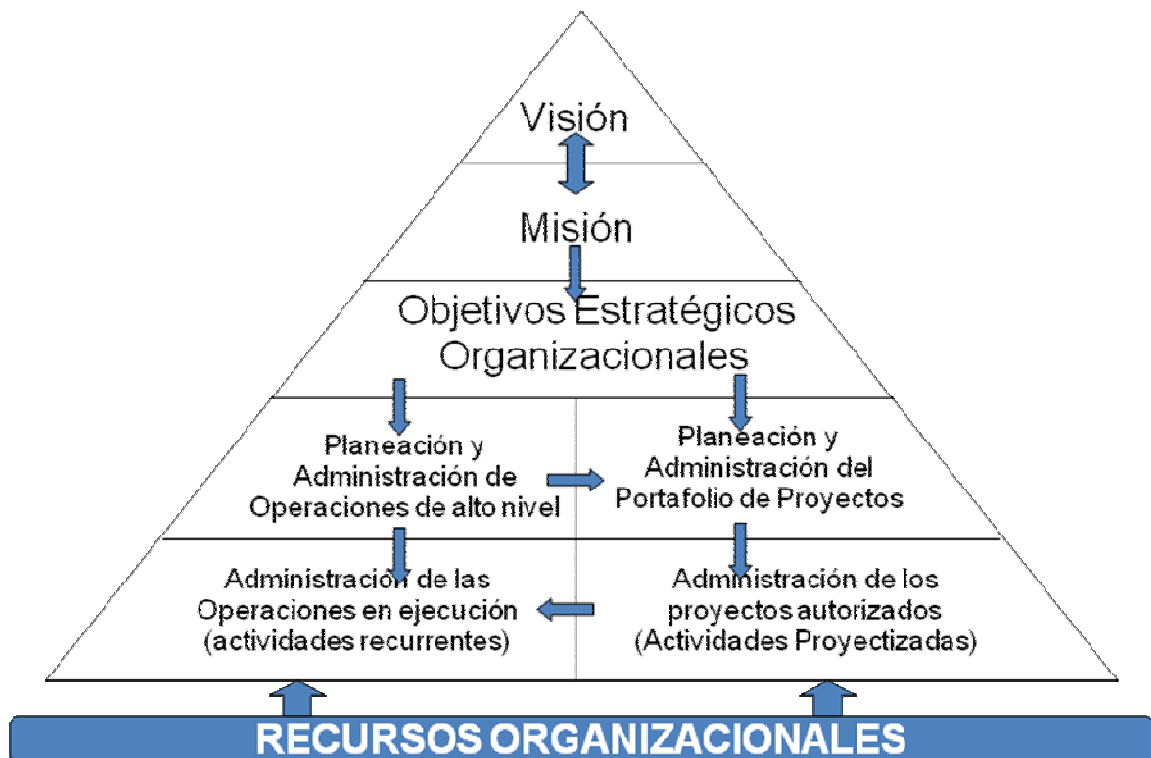 Visión
Misión
Objetivos Estratégicos
Organizacionales
Planeación y
Administración de
Operaciones de alto nivel
Planeación y
Administración del
Portafolio de Proyectos
Administración de las
Operaciones en ejecución
(actividades recurrentes)
Administración de los
proyectos autorizados
(Actividades Proyectizadas)
RECURSOS ORGANIZACIONALES